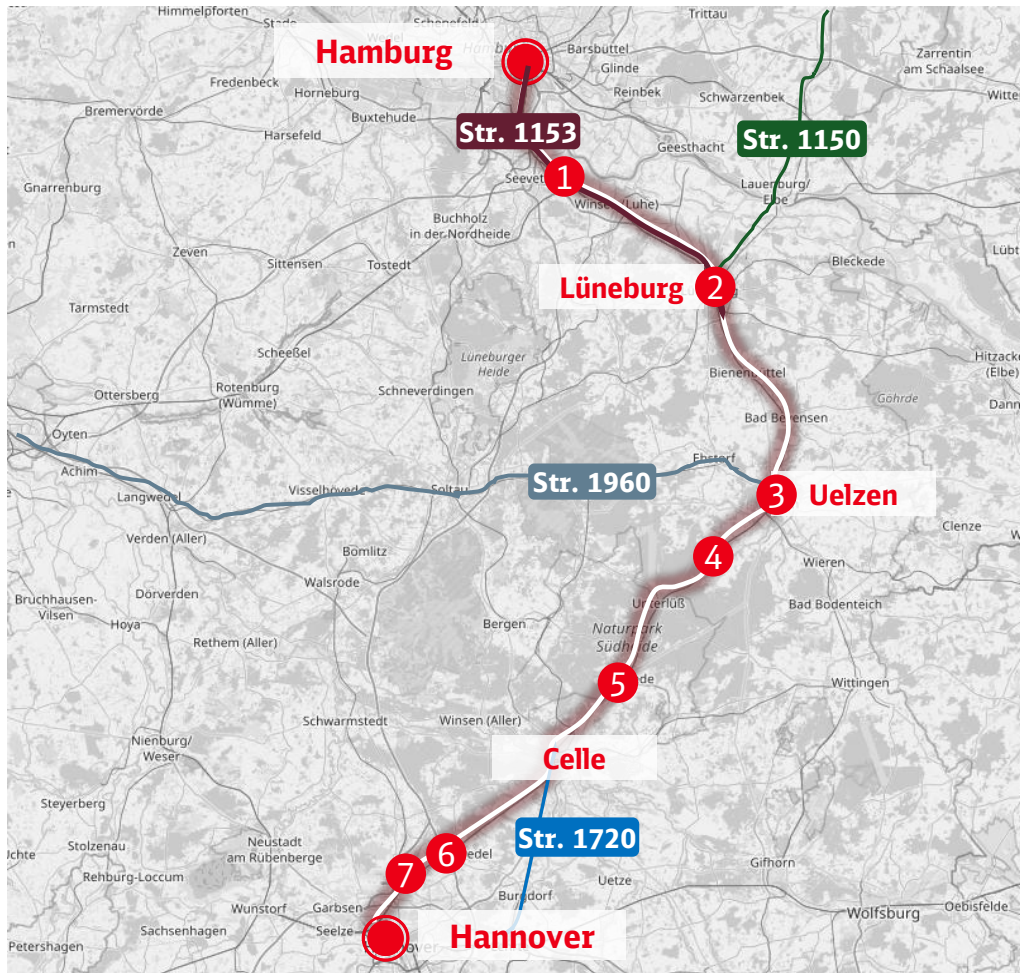 Himmelpforten
Trittau
Hamburg
Barsbüttel
Glinde
Zarrentin
am Schaalsee
Fredenbeck
Horneburg
Reinbek
Schwarzenbek
Bremervörde
Buxtehude
Str. 1153
Str. 1150
Harsefeld
Geesthacht
Gnarrenburg
1
Lauenburg/
Elbe
Winsen (Luhe)
Buchholz
in der Nordheide
Zeven
Sittensen
Tostedt
Bleckede
Lüneburg
2
Tarmstedt
Scheeßel
Lüneburger
Heide
Bienenbüttel
Hitzacker
(Elbe)
Schneverdingen
Ottersberg
Rotenburg
(Wümme)
Göhrde
Bad Bevensen
Oyten
Achim
Ebstorf
Langwedel
Visselhövede
Soltau
Str. 1960
3
Uelzen
Verden (Aller)
Clenze
Bomlitz
4
Wieren
Walsrode
Bruchhausen-
Vilsen
Dörverden
Unterlüß
Bad Bodenteich
Hoya
Bergen
Rethem (Aller)
Naturpark
Südheide
5
Wittingen
Schwarmstedt
Winsen (Aller)
Nienburg/
Weser
Celle
Steyerberg
Str. 1720
Stolzenau
Neustadt
am Rübenberge
6
7
Gifhorn
Rehburg-Loccum
Uetze
Burgdorf
Wunstorf
Garbsen
Wolfsburg
Oebisfelde
Sachsenhagen
Seelze
Hannover
Petershagen